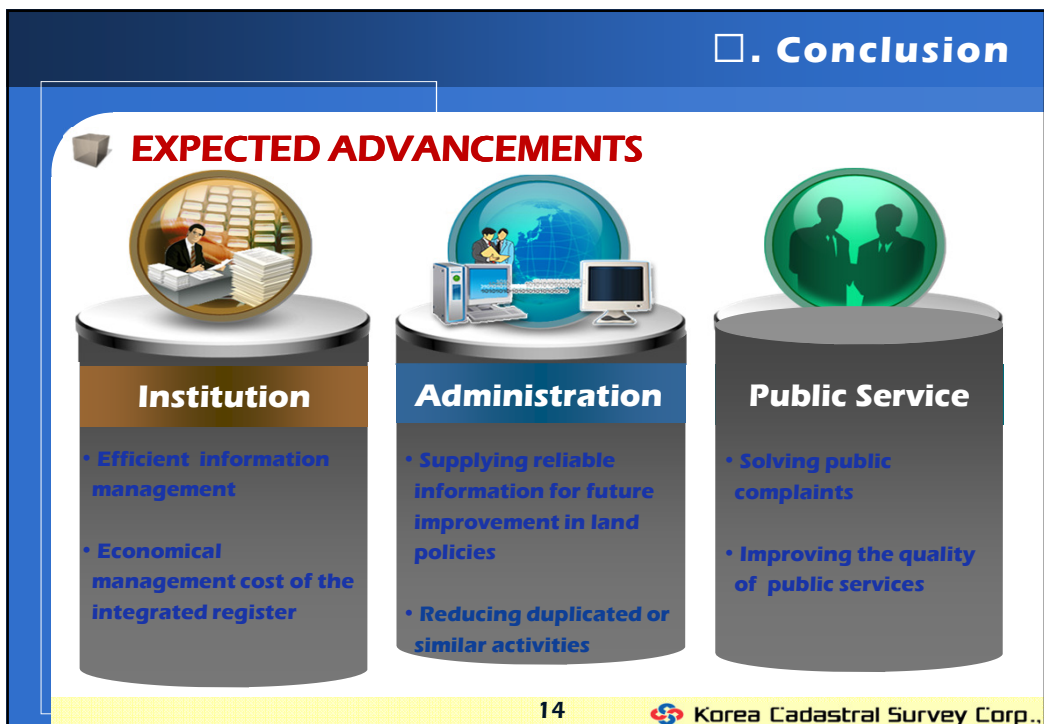 □. Conclusion
EXPECTED ADVANCEMENTS
Institution
• Efficient information
management
• Economical
management cost of the
integrated register
Administration
• Supplying reliable
information for future
improvement in land
policies
• Reducing duplicated or
similar activities
Public Service
• Solving public
complaints
• Improving the quality
of public services
14
Korea Cadastral Survey Corp..